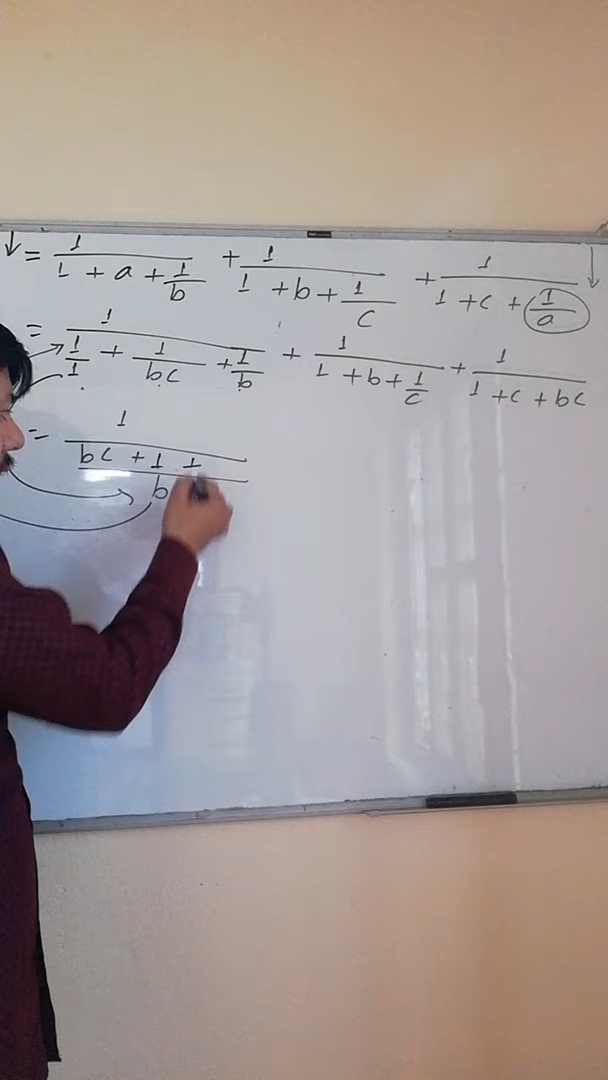 ↓ = 1/(1 + a + 1/b) + 1/(1 + b + 1/c) + 1/(1 + c + 1/a) ↓
= 1/(1/1 + 1/bc + 1/b) + 1/(1 + b + 1/c) + 1/(1 + c + bc)
= 1/((bc + 1 1)/b